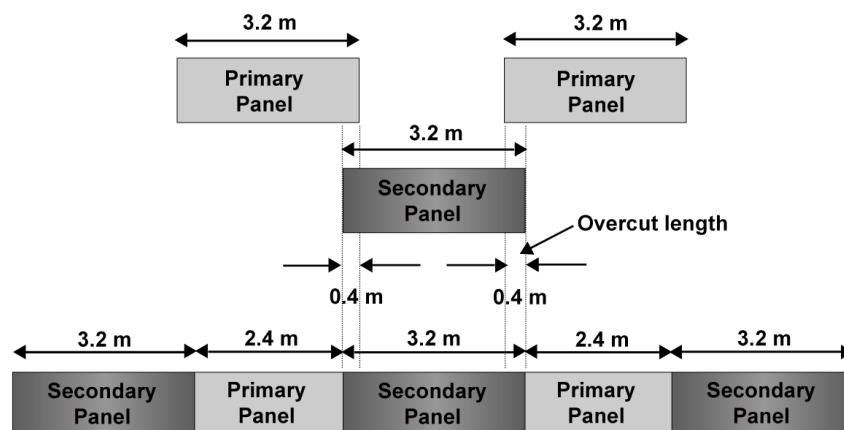 3.2 m 3.2 m
Primary Primary
Panel Panel
3.2 m
Secondary
Panel
Overcut length
0.4 m 0.4 m
3.2 m 2.4 m 3.2 m 2.4 m 3.2 m
Secondary Primary Secondary Primary Secondary
Panel Panel Panel Panel Panel